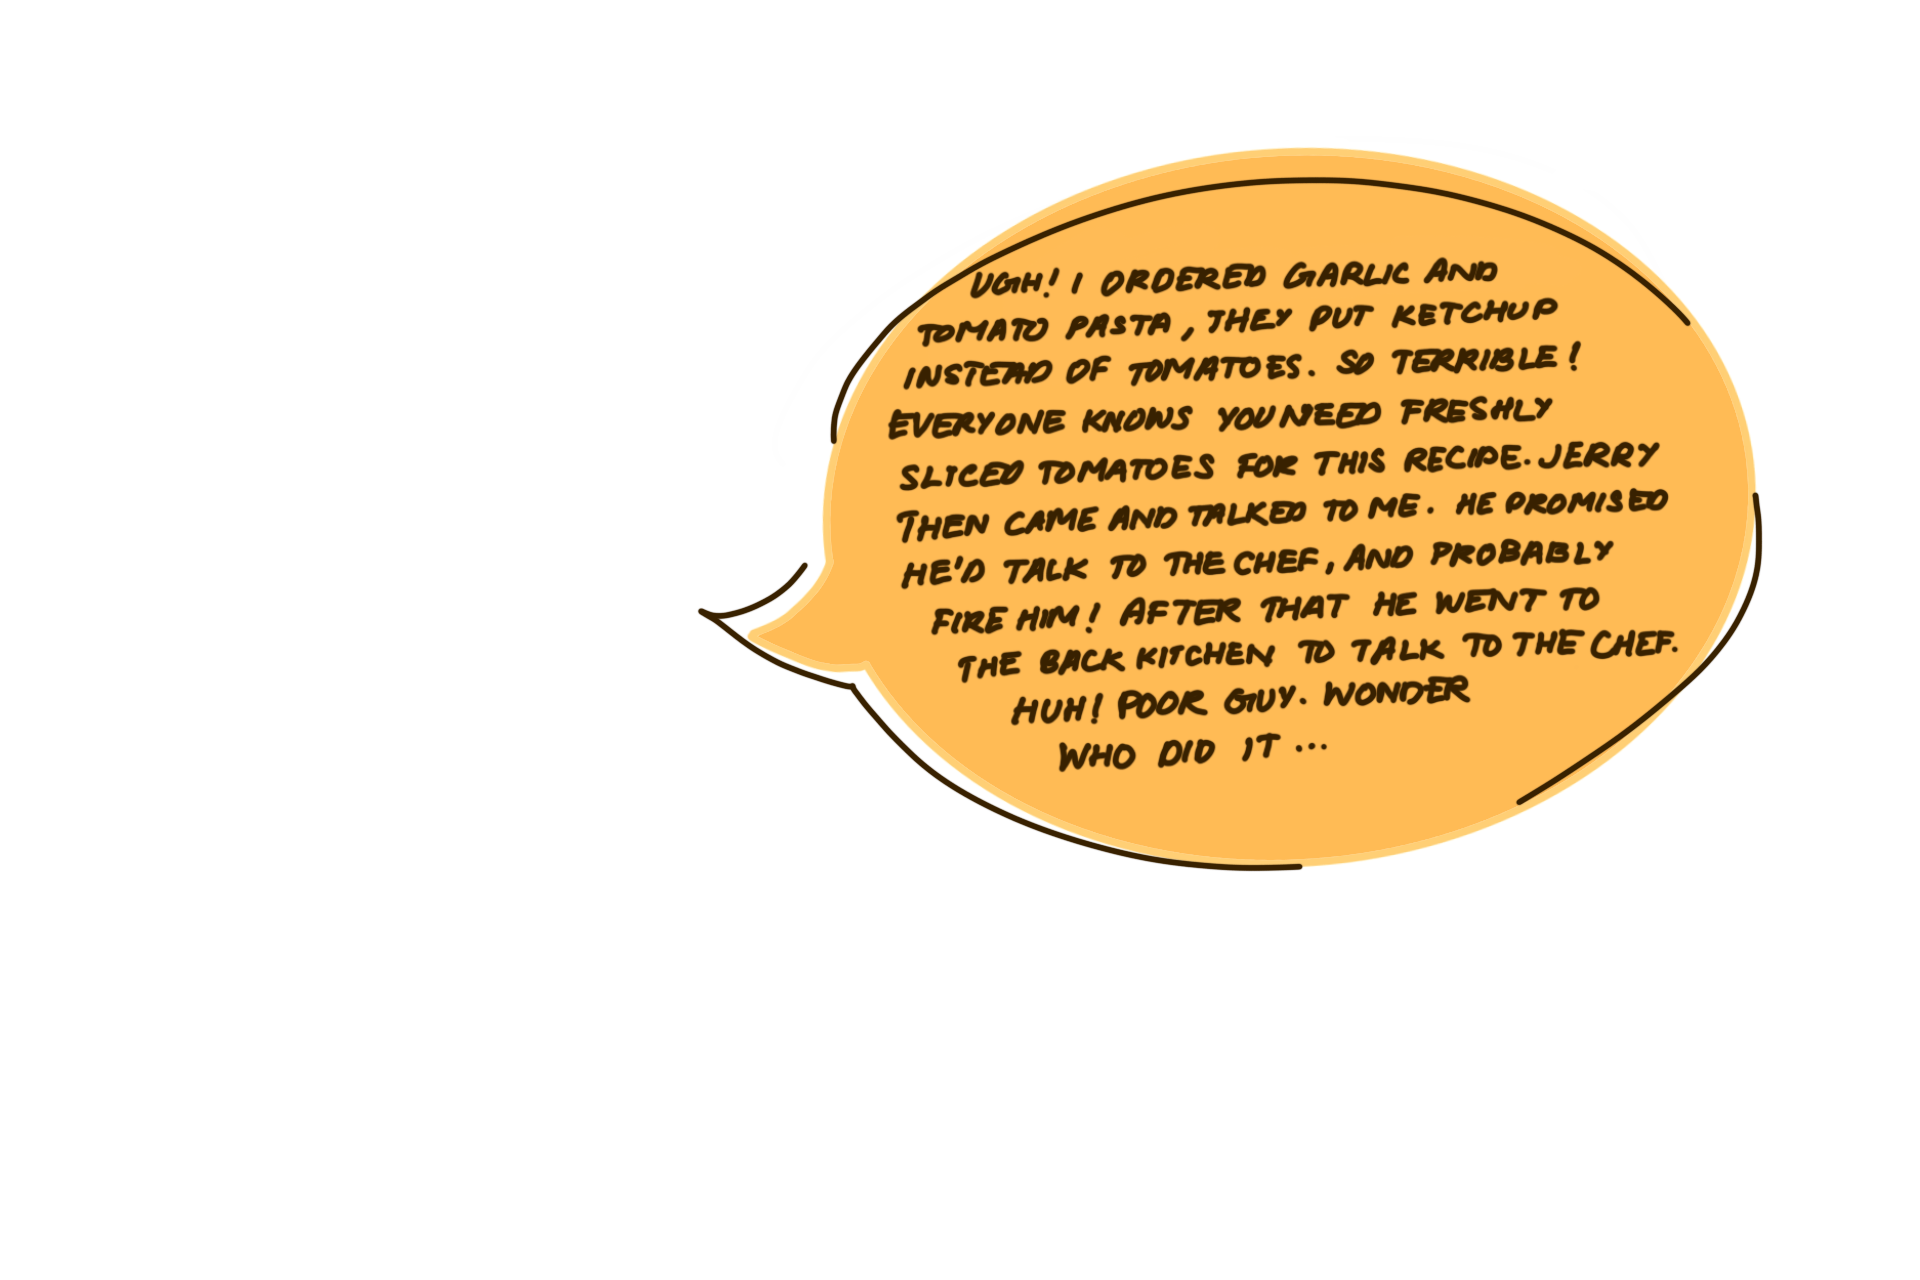 UGH! I ORDERED GARLIC AND
TOMATO PASTA, THEY PUT KETCHUP
INSTEAD OF TOMATOES. SO TERRIBLE!
EVERYONE KNOWS YOU NEED FRESHLY
SLICED TOMATOES FOR THIS RECIPE. JERRY
THEN CAME AND TALKED TO ME. HE PROMISED
HE'D TALK TO THE CHEF, AND PROBABLY
FIRE HIM! AFTER THAT HE WENT TO
THE BACK KITCHEN TO TALK TO THE CHEF.
HUH! POOR GUY. WONDER
WHO DID IT ...